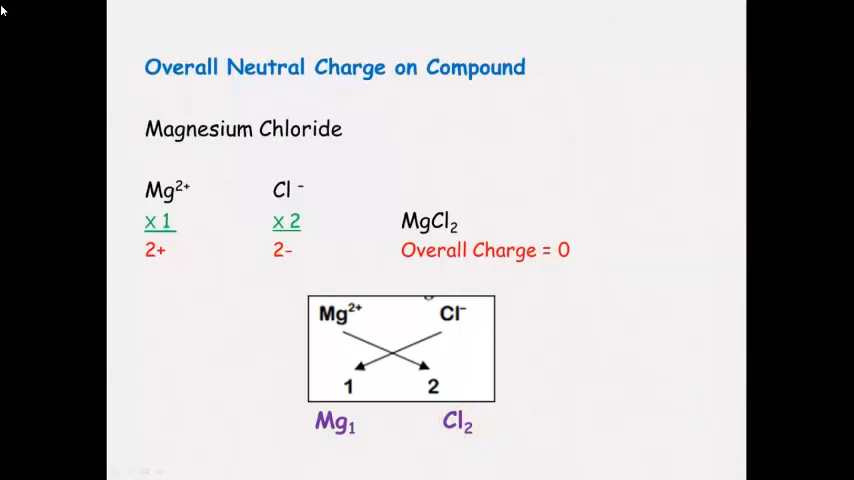 Overall Neutral Charge on Compound
Magnesium Chloride
Mg²⁺ Cl ⁻
X 1 X 2 MgCl₂
2+ 2- Overall Charge = 0
Mg²⁺ Cl⁻
1 2
Mg₁ Cl₂